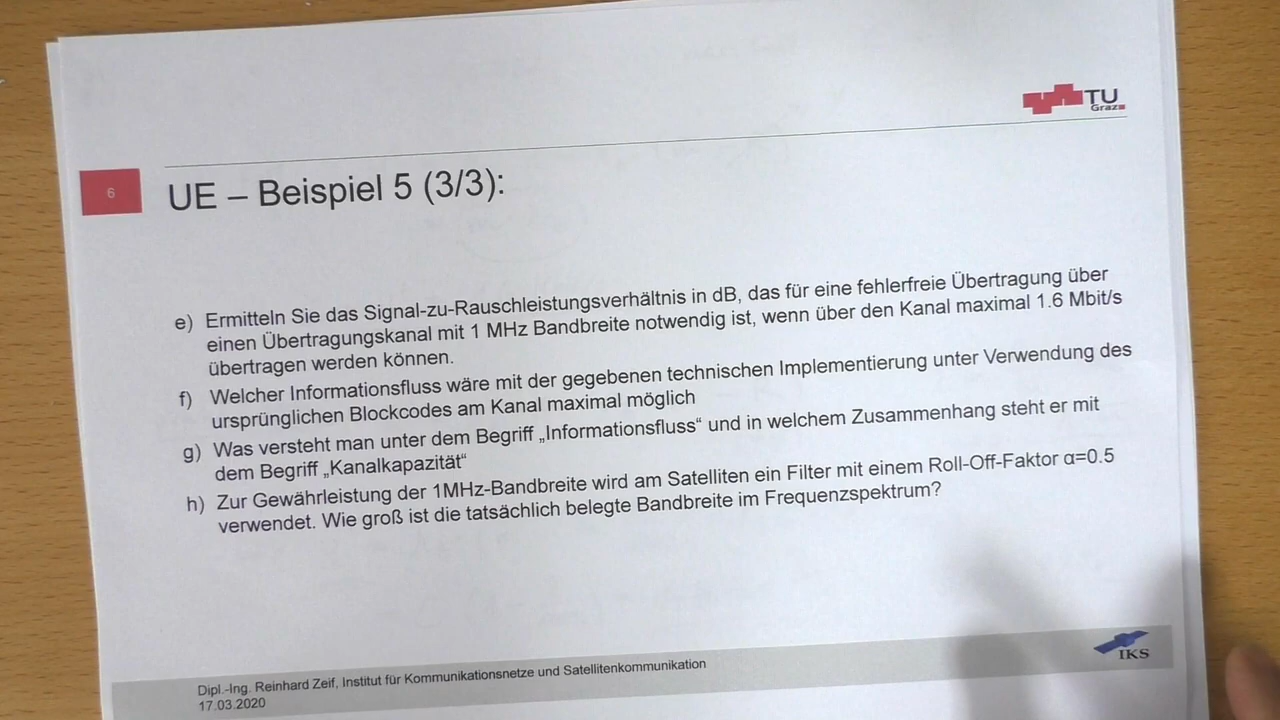 TU
Graz
6
UE – Beispiel 5 (3/3):
e) Ermitteln Sie das Signal-zu-Rauschleistungsverhältnis in dB, das für eine fehlerfreie Übertragung über
einen Übertragungskanal mit 1 MHz Bandbreite notwendig ist, wenn über den Kanal maximal 1.6 Mbit/s
übertragen werden können.
f) Welcher Informationsfluss wäre mit der gegebenen technischen Implementierung unter Verwendung des
ursprünglichen Blockcodes am Kanal maximal möglich
g) Was versteht man unter dem Begriff „Informationsfluss“ und in welchem Zusammenhang steht er mit
dem Begriff „Kanalkapazität“
h) Zur Gewährleistung der 1MHz-Bandbreite wird am Satelliten ein Filter mit einem Roll-Off-Faktor α=0.5
verwendet. Wie groß ist die tatsächlich belegte Bandbreite im Frequenzspektrum?
Dipl.-Ing. Reinhard Zeif, Institut für Kommunikationsnetze und Satellitenkommunikation
17.03.2020
IKS